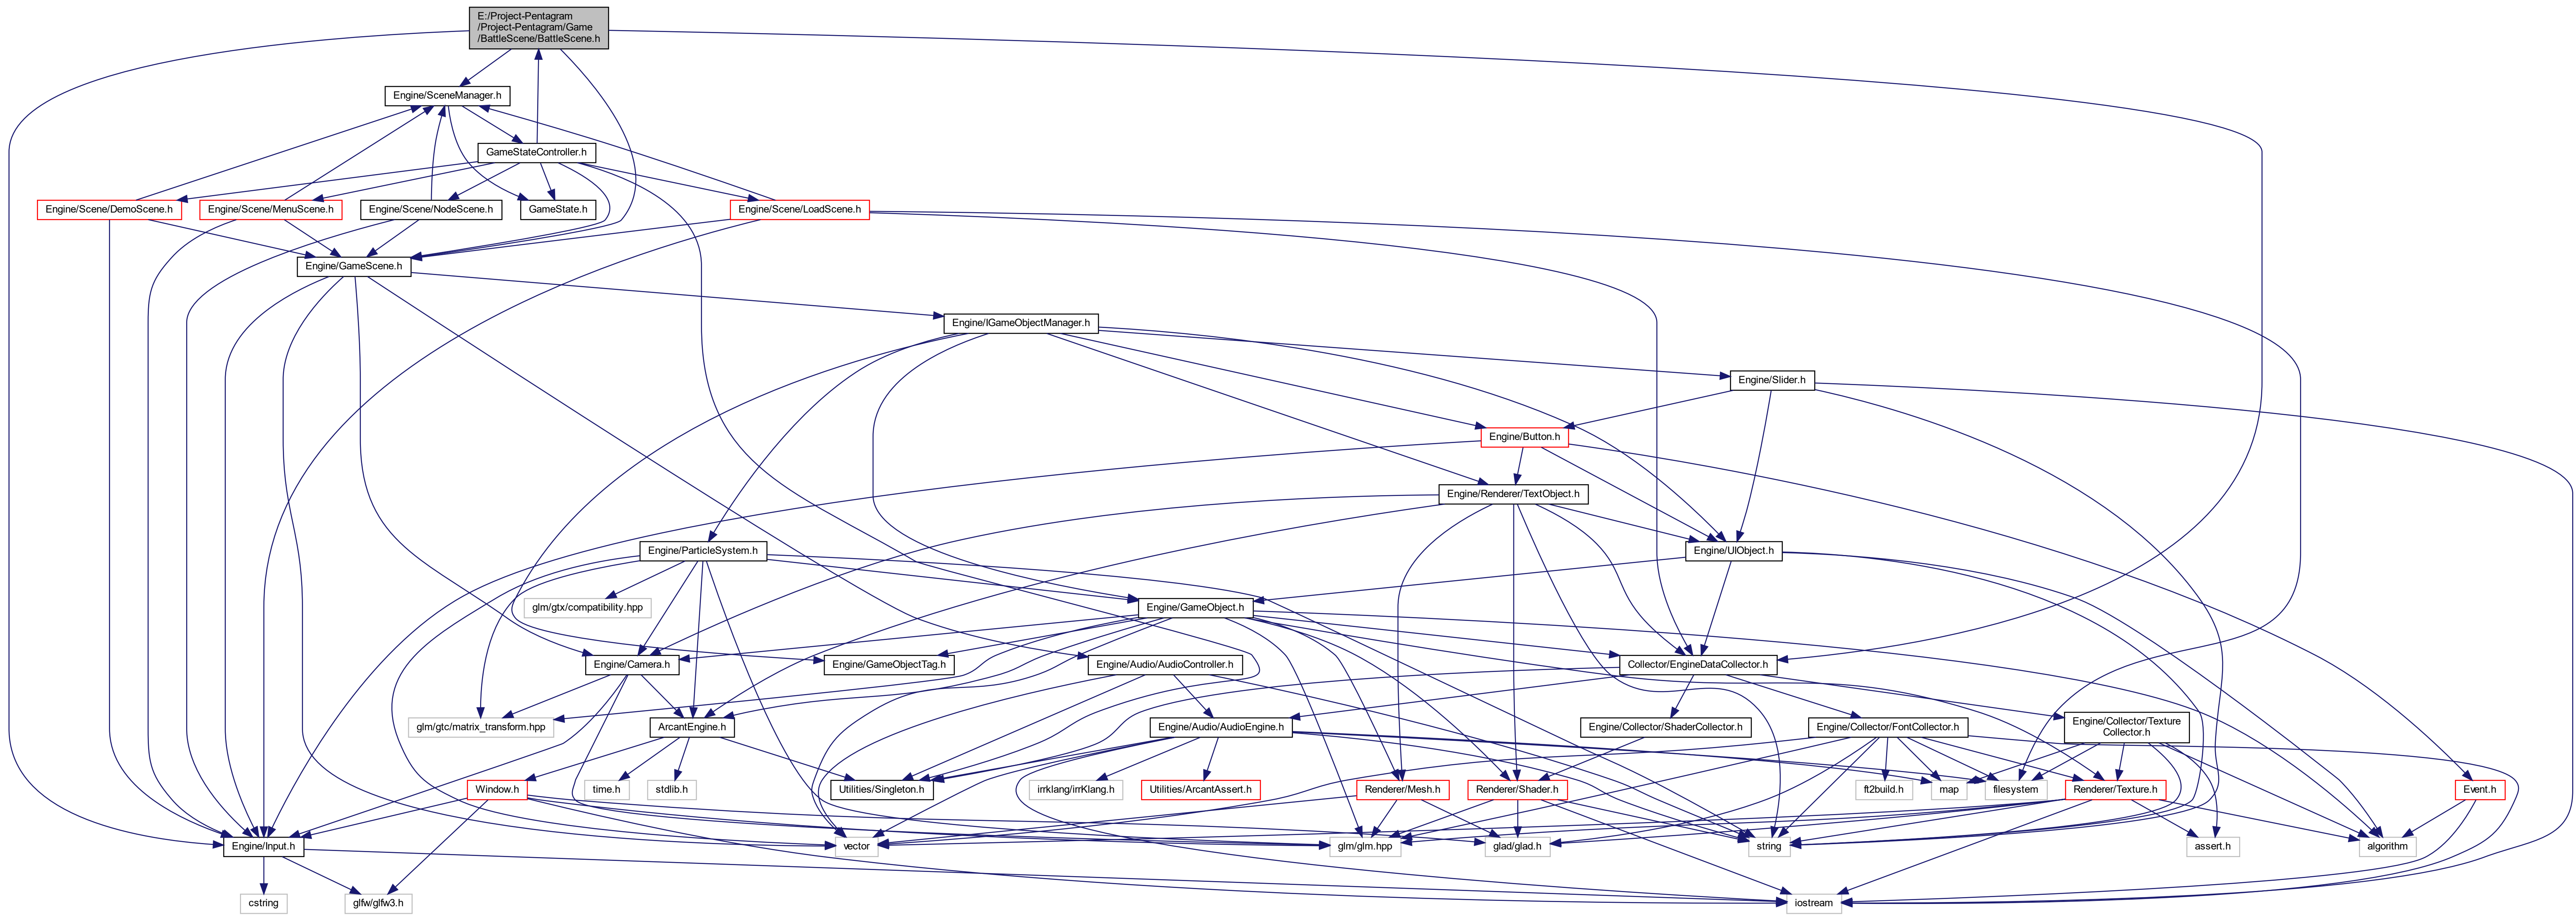 E:/Project-Pentagram
/Project-Pentagram/Game
/BattleScene/BattleScene.h
Engine/SceneManager.h
GameStateController.h
Engine/Scene/DemoScene.h
Engine/Scene/MenuScene.h
Engine/Scene/NodeScene.h
GameState.h
Engine/Scene/LoadScene.h
Engine/GameScene.h
Engine/IGameObjectManager.h
Engine/Slider.h
Engine/Button.h
Engine/Renderer/TextObject.h
Engine/ParticleSystem.h
Engine/UIObject.h
glm/gtx/compatibility.hpp
Engine/GameObject.h
Engine/Camera.h
Engine/GameObjectTag.h
Engine/Audio/AudioController.h
Collector/EngineDataCollector.h
glm/gtc/matrix_transform.hpp
ArcantEngine.h
Engine/Audio/AudioEngine.h
Engine/Collector/ShaderCollector.h
Engine/Collector/FontCollector.h
Engine/Collector/Texture
Collector.h
Window.h
time.h
stdlib.h
Utilities/Singleton.h
irrklang/irrKlang.h
Utilities/ArcantAssert.h
Renderer/Mesh.h
Renderer/Shader.h
ft2build.h
map
filesystem
Renderer/Texture.h
Event.h
Engine/Input.h
vector
glm/glm.hpp
glad/glad.h
string
assert.h
algorithm
cstring
glfw/glfw3.h
iostream